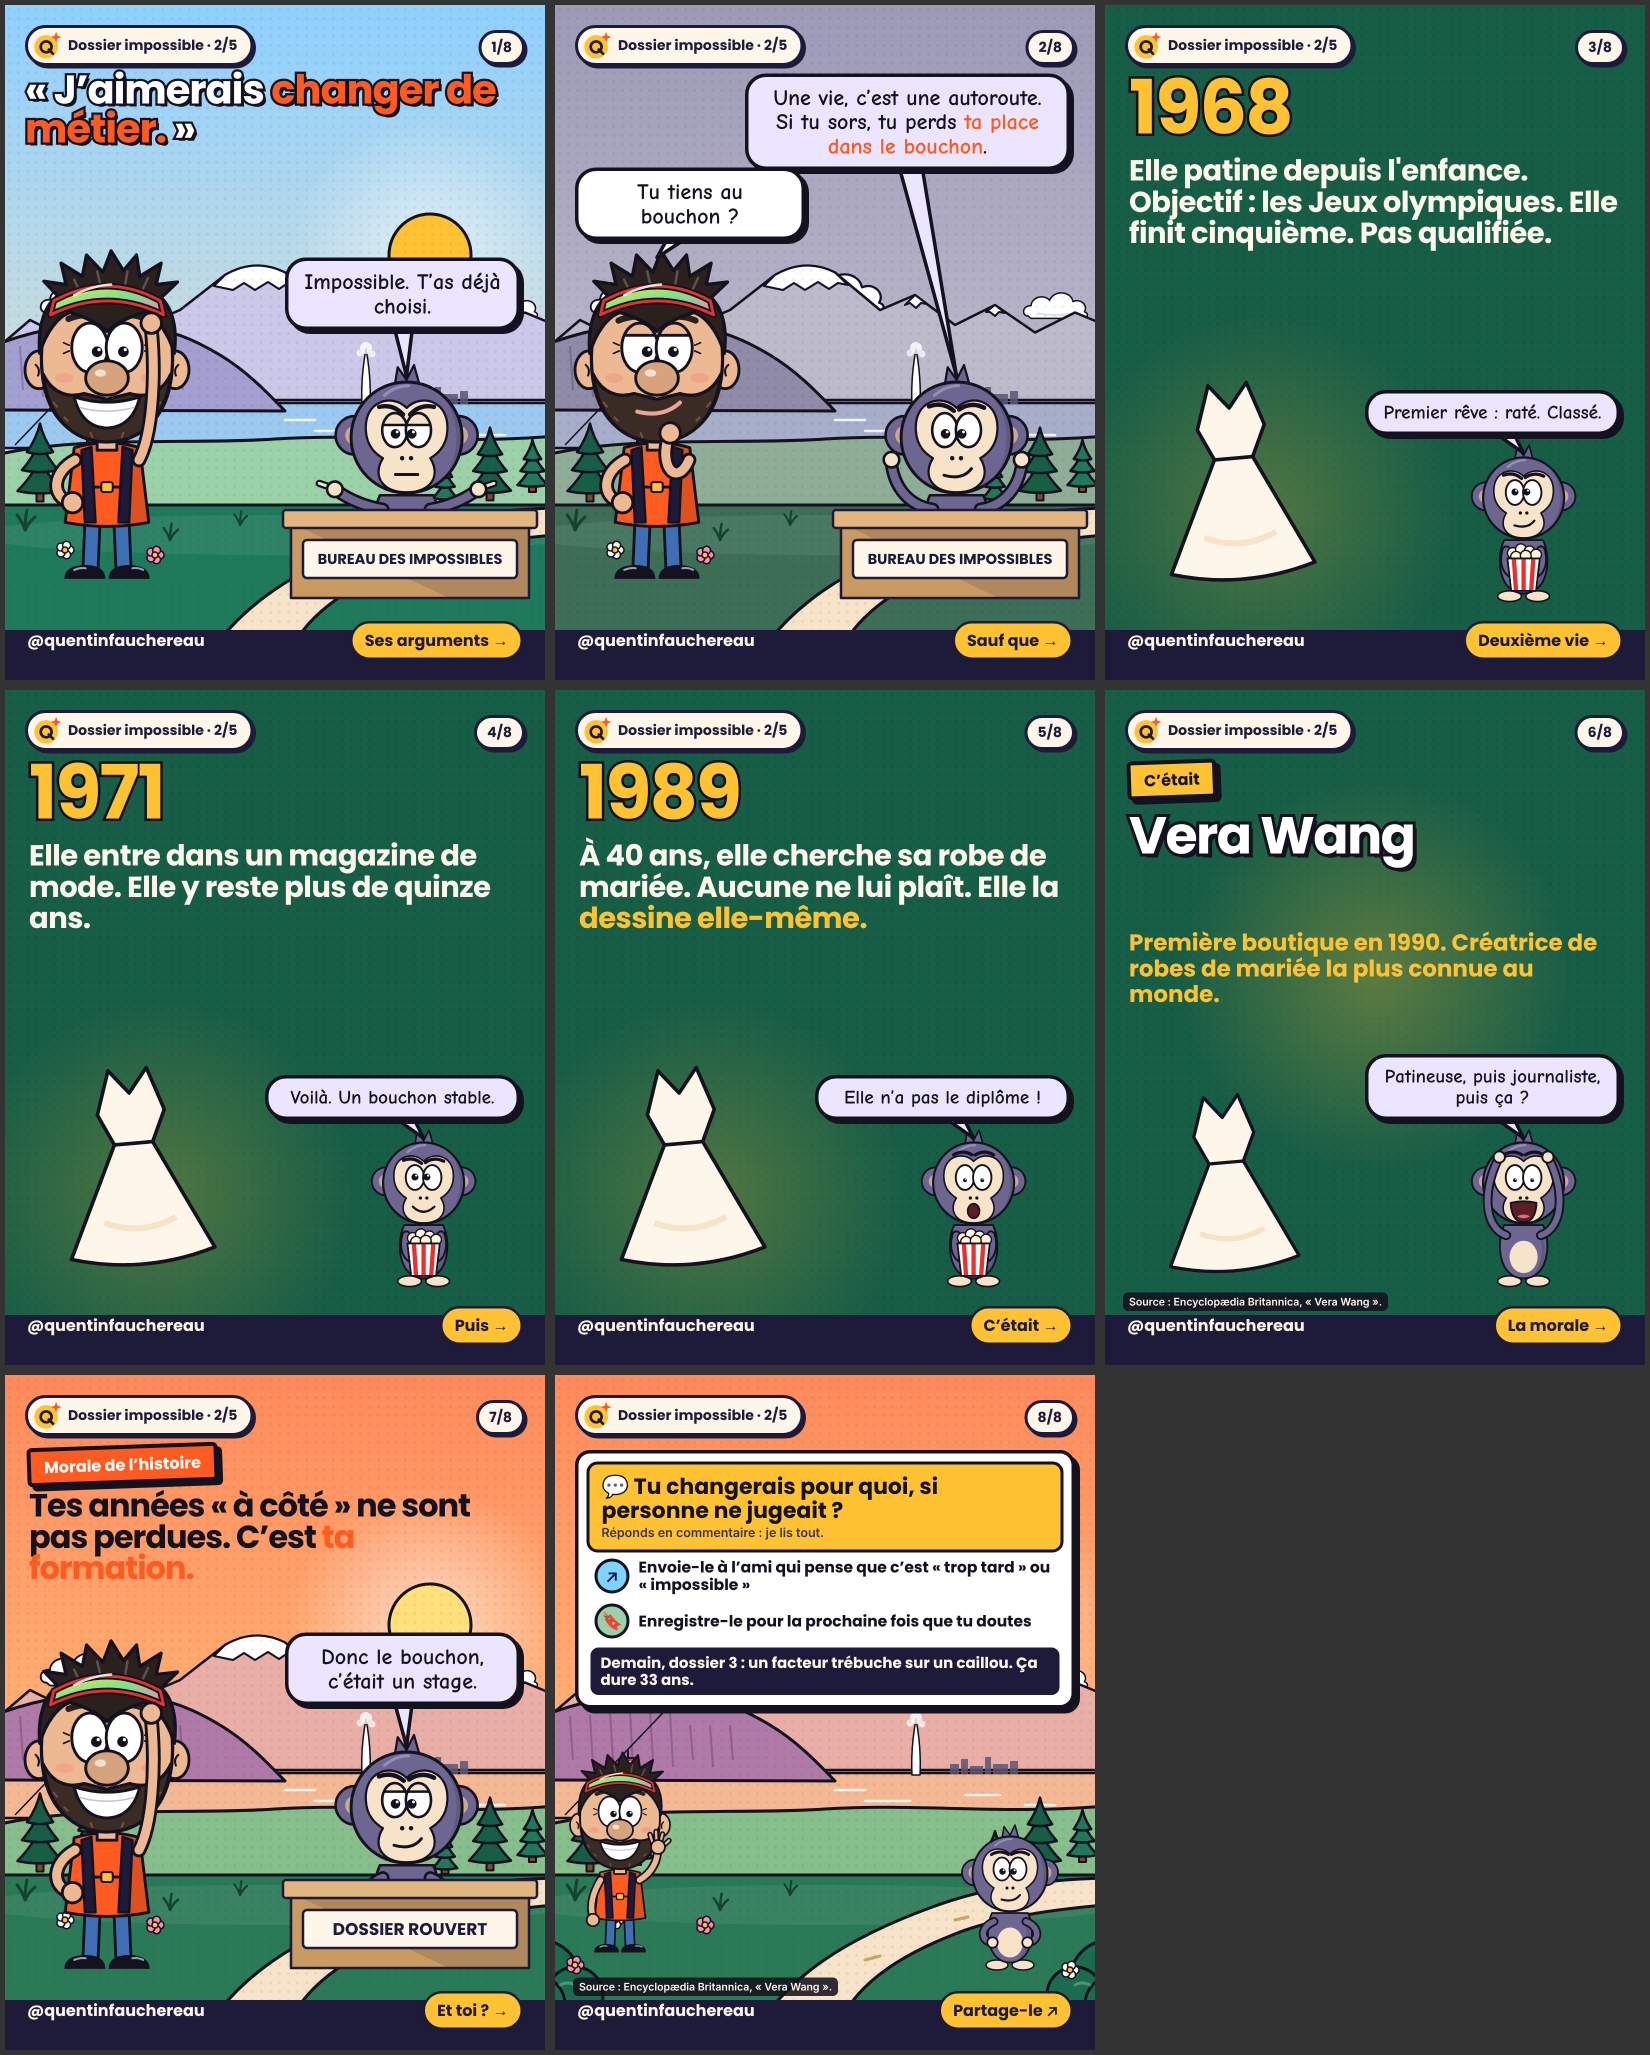 Dossier impossible · 2/5
1/8
« J’aimerais changer de
métier. »
Impossible. T’as déjà
choisi.
BUREAU DES IMPOSSIBLES
@quentinfauchereau
Ses arguments →
Dossier impossible · 2/5
2/8
Une vie, c’est une autoroute.
Si tu sors, tu perds ta place
dans le bouchon.
Tu tiens au
bouchon ?
BUREAU DES IMPOSSIBLES
@quentinfauchereau
Sauf que →
Dossier impossible · 2/5
3/8
1968
Elle patine depuis l'enfance.
Objectif : les Jeux olympiques. Elle
finit cinquième. Pas qualifiée.
Premier rêve : raté. Classé.
@quentinfauchereau
Deuxième vie →
Dossier impossible · 2/5
4/8
1971
Elle entre dans un magazine de
mode. Elle y reste plus de quinze
ans.
Voilà. Un bouchon stable.
@quentinfauchereau
Puis →
Dossier impossible · 2/5
5/8
1989
À 40 ans, elle cherche sa robe de
mariée. Aucune ne lui plaît. Elle la
dessine elle-même.
Elle n’a pas le diplôme !
@quentinfauchereau
C’était →
Dossier impossible · 2/5
6/8
C’était
Vera Wang
Première boutique en 1990. Créatrice de
robes de mariée la plus connue au
monde.
Patineuse, puis journaliste,
puis ça ?
Source : Encyclopædia Britannica, « Vera Wang ».
@quentinfauchereau
La morale →
Dossier impossible · 2/5
7/8
Morale de l’histoire
Tes années « à côté » ne sont
pas perdues. C’est ta
formation.
Donc le bouchon,
c’était un stage.
DOSSIER ROUVERT
@quentinfauchereau
Et toi ? →
Dossier impossible · 2/5
8/8
💬 Tu changerais pour quoi, si
personne ne jugeait ?
Réponds en commentaire : je lis tout.
Envoie-le à l’ami qui pense que c’est « trop tard » ou
« impossible »
Enregistre-le pour la prochaine fois que tu doutes
Demain, dossier 3 : un facteur trébuche sur un caillou. Ça
dure 33 ans.
Source : Encyclopædia Britannica, « Vera Wang ».
@quentinfauchereau
Partage-le ↗